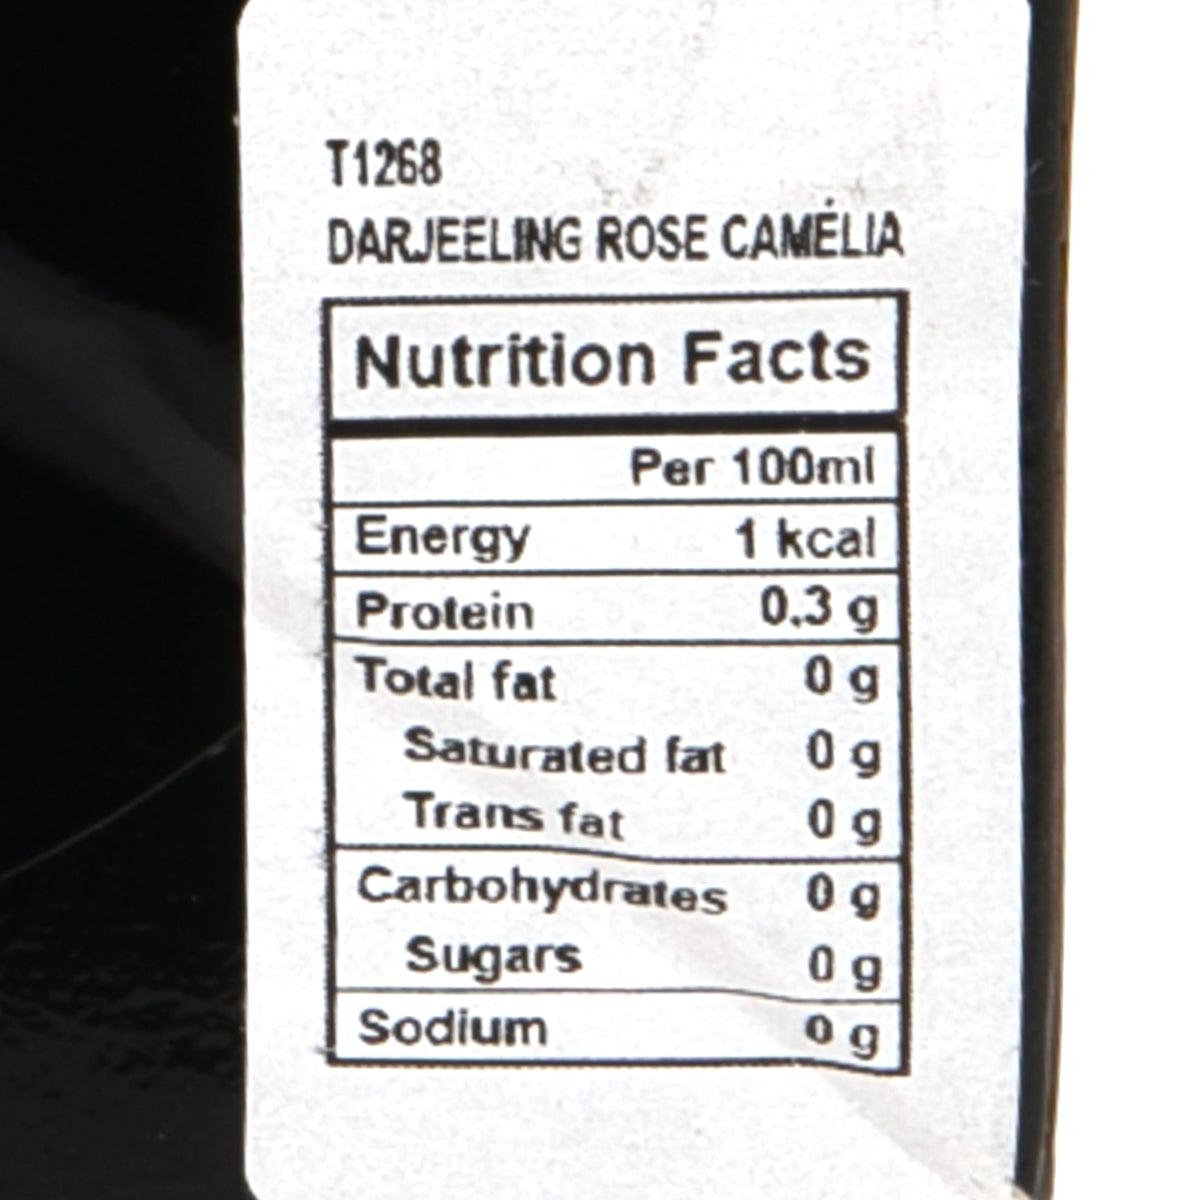 T1268
DARJEELING ROSE CAMÉLIA
Nutrition Facts
Per 100ml
Energy 1 kcal
Protein 0.3 g
Total fat 0 g
Saturated fat 0 g
Trans fat 0 g
Carbohydrates 0 g
Sugars 0 g
Sodium 0 g